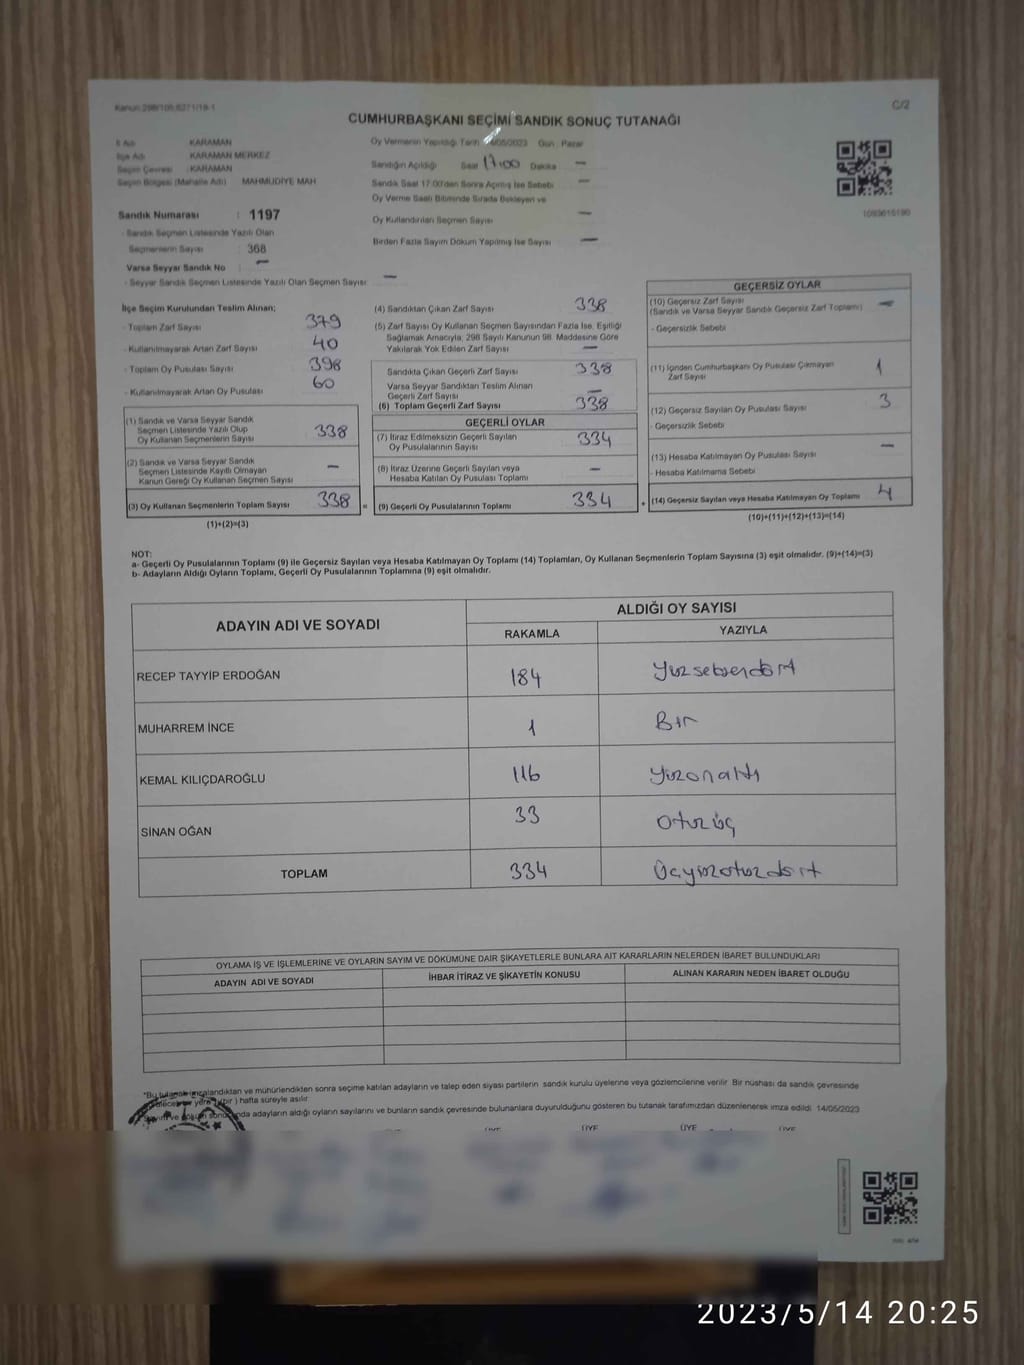 Kanun:298/105;6271/19-1
C/2
CUMHURBAŞKANI SEÇİMİ SANDIK SONUÇ TUTANAĞI
İl Adı : KARAMAN
İlçe Adı : KARAMAN MERKEZ
Seçim Çevresi : KARAMAN
Seçim Bölgesi (Mahalle Adı) MAHMUDİYE MAH
Sandık Numarası : 1197
- Sandık Seçmen Listesinde Yazılı Olan
Seçmenlerin Sayısı : 368
Varsa Seyyar Sandık No : —
- Seyyar Sandık Seçmen Listesinde Yazılı Olan Seçmen Sayısı: —
Oy Vermenin Yapıldığı Tarih /05/2023 Gün: Pazar
Sandığın Açıldığı Saat 17:00 Dakika —
Sandık Saat 17:00'den Sonra Açılmış İse Sebebi —
Oy Verme Saati Bitiminde Sırada Bekleyen ve
Oy Kullandırılan Seçmen Sayısı —
Birden Fazla Sayım Döküm Yapılmış İse Sayısı —
İlçe Seçim Kurulundan Teslim Alınan;
- Toplam Zarf Sayısı 379
- Kullanılmayarak Artan Zarf Sayısı 40
- Toplam Oy Pusulası Sayısı 398
- Kullanılmayarak Artan Oy Pusulası 60
(1) Sandık ve Varsa Seyyar Sandık
Seçmen Listesinde Yazılı Olup
Oy Kullanan Seçmenlerin Sayısı 338
(2) Sandık ve Varsa Seyyar Sandık
Seçmen Listesinde Kayıtlı Olmayan
Kanun Gereği Oy Kullanan Seçmen Sayısı —
(3) Oy Kullanan Seçmenlerin Toplam Sayısı 338
(1)+(2)=(3)
=
(4) Sandıktan Çıkan Zarf Sayısı 338
(5) Zarf Sayısı Oy Kullanan Seçmen Sayısından Fazla İse, Eşitliği
Sağlamak Amacıyla; 298 Sayılı Kanunun 98. Maddesine Göre
Yakılarak Yok Edilen Zarf Sayısı —
Sandıkta Çıkan Geçerli Zarf Sayısı 338
Varsa Seyyar Sandıktan Teslim Alınan
Geçerli Zarf Sayısı —
(6) Toplam Geçerli Zarf Sayısı 338
GEÇERLİ OYLAR
(7) İtiraz Edilmeksizin Geçerli Sayılan
Oy Pusulalarının Sayısı 334
(8) İtiraz Üzerine Geçerli Sayılan veya
Hesaba Katılan Oy Pusulası Toplamı —
(9) Geçerli Oy Pusulalarının Toplamı 334
+
GEÇERSİZ OYLAR
(10) Geçersiz Zarf Sayısı —
(Sandık ve Varsa Seyyar Sandık Geçersiz Zarf Toplamı)
- Geçersizlik Sebebi
(11) İçinden Cumhurbaşkanı Oy Pusulası Çıkmayan
Zarf Sayısı 1
(12) Geçersiz Sayılan Oy Pusulası Sayısı 3
- Geçersizlik Sebebi
(13) Hesaba Katılmayan Oy Pusulası Sayısı —
- Hesaba Katılmama Sebebi
(14) Geçersiz Sayılan veya Hesaba Katılmayan Oy Toplamı 4
(10)+(11)+(12)+(13)=(14)
NOT:
a- Geçerli Oy Pusulalarının Toplamı (9) ile Geçersiz Sayılan veya Hesaba Katılmayan Oy Toplamı (14) Toplamları, Oy Kullanan Seçmenlerin Toplam Sayısına (3) eşit olmalıdır. (9)+(14)=(3)
b- Adayların Aldığı Oyların Toplamı, Geçerli Oy Pusulalarının Toplamına (9) eşit olmalıdır.
ADAYIN ADI VE SOYADI
ALDIĞI OY SAYISI
RAKAMLA YAZIYLA
RECEP TAYYİP ERDOĞAN 184 Yüzseksendört
MUHARREM İNCE 1 Bir
KEMAL KILIÇDAROĞLU 116 Yüzonaltı
SİNAN OĞAN 33 Otuzüç
TOPLAM 334 Üçyüzotuzdört
OYLAMA İŞ VE İŞLEMLERİNE VE OYLARIN SAYIM VE DÖKÜMÜNE DAİR ŞİKAYETLERLE BUNLARA AİT KARARLARIN NELERDEN İBARET BULUNDUKLARI
ADAYIN ADI VE SOYADI İHBAR İTİRAZ VE ŞİKAYETİN KONUSU ALINAN KARARIN NEDEN İBARET OLDUĞU
*Bu tutanak imzalandıktan ve mühürlendikten sonra seçime katılan adayların ve talep eden siyasi partilerin sandık kurulu üyelerine veya gözlemcilerine verilir. Bir nüshası da sandık çevresinde
yere (bir) hafta süreyle asılır
adayların aldığı oyların sayılarını ve bunların sandık çevresinde bulunanlara duyurulduğunu gösteren bu tutanak tarafımızdan düzenlenerek imza edildi. 14/05/2023
ÜYE ÜYE ÜYE ÜYE
2023/5/14 20:25